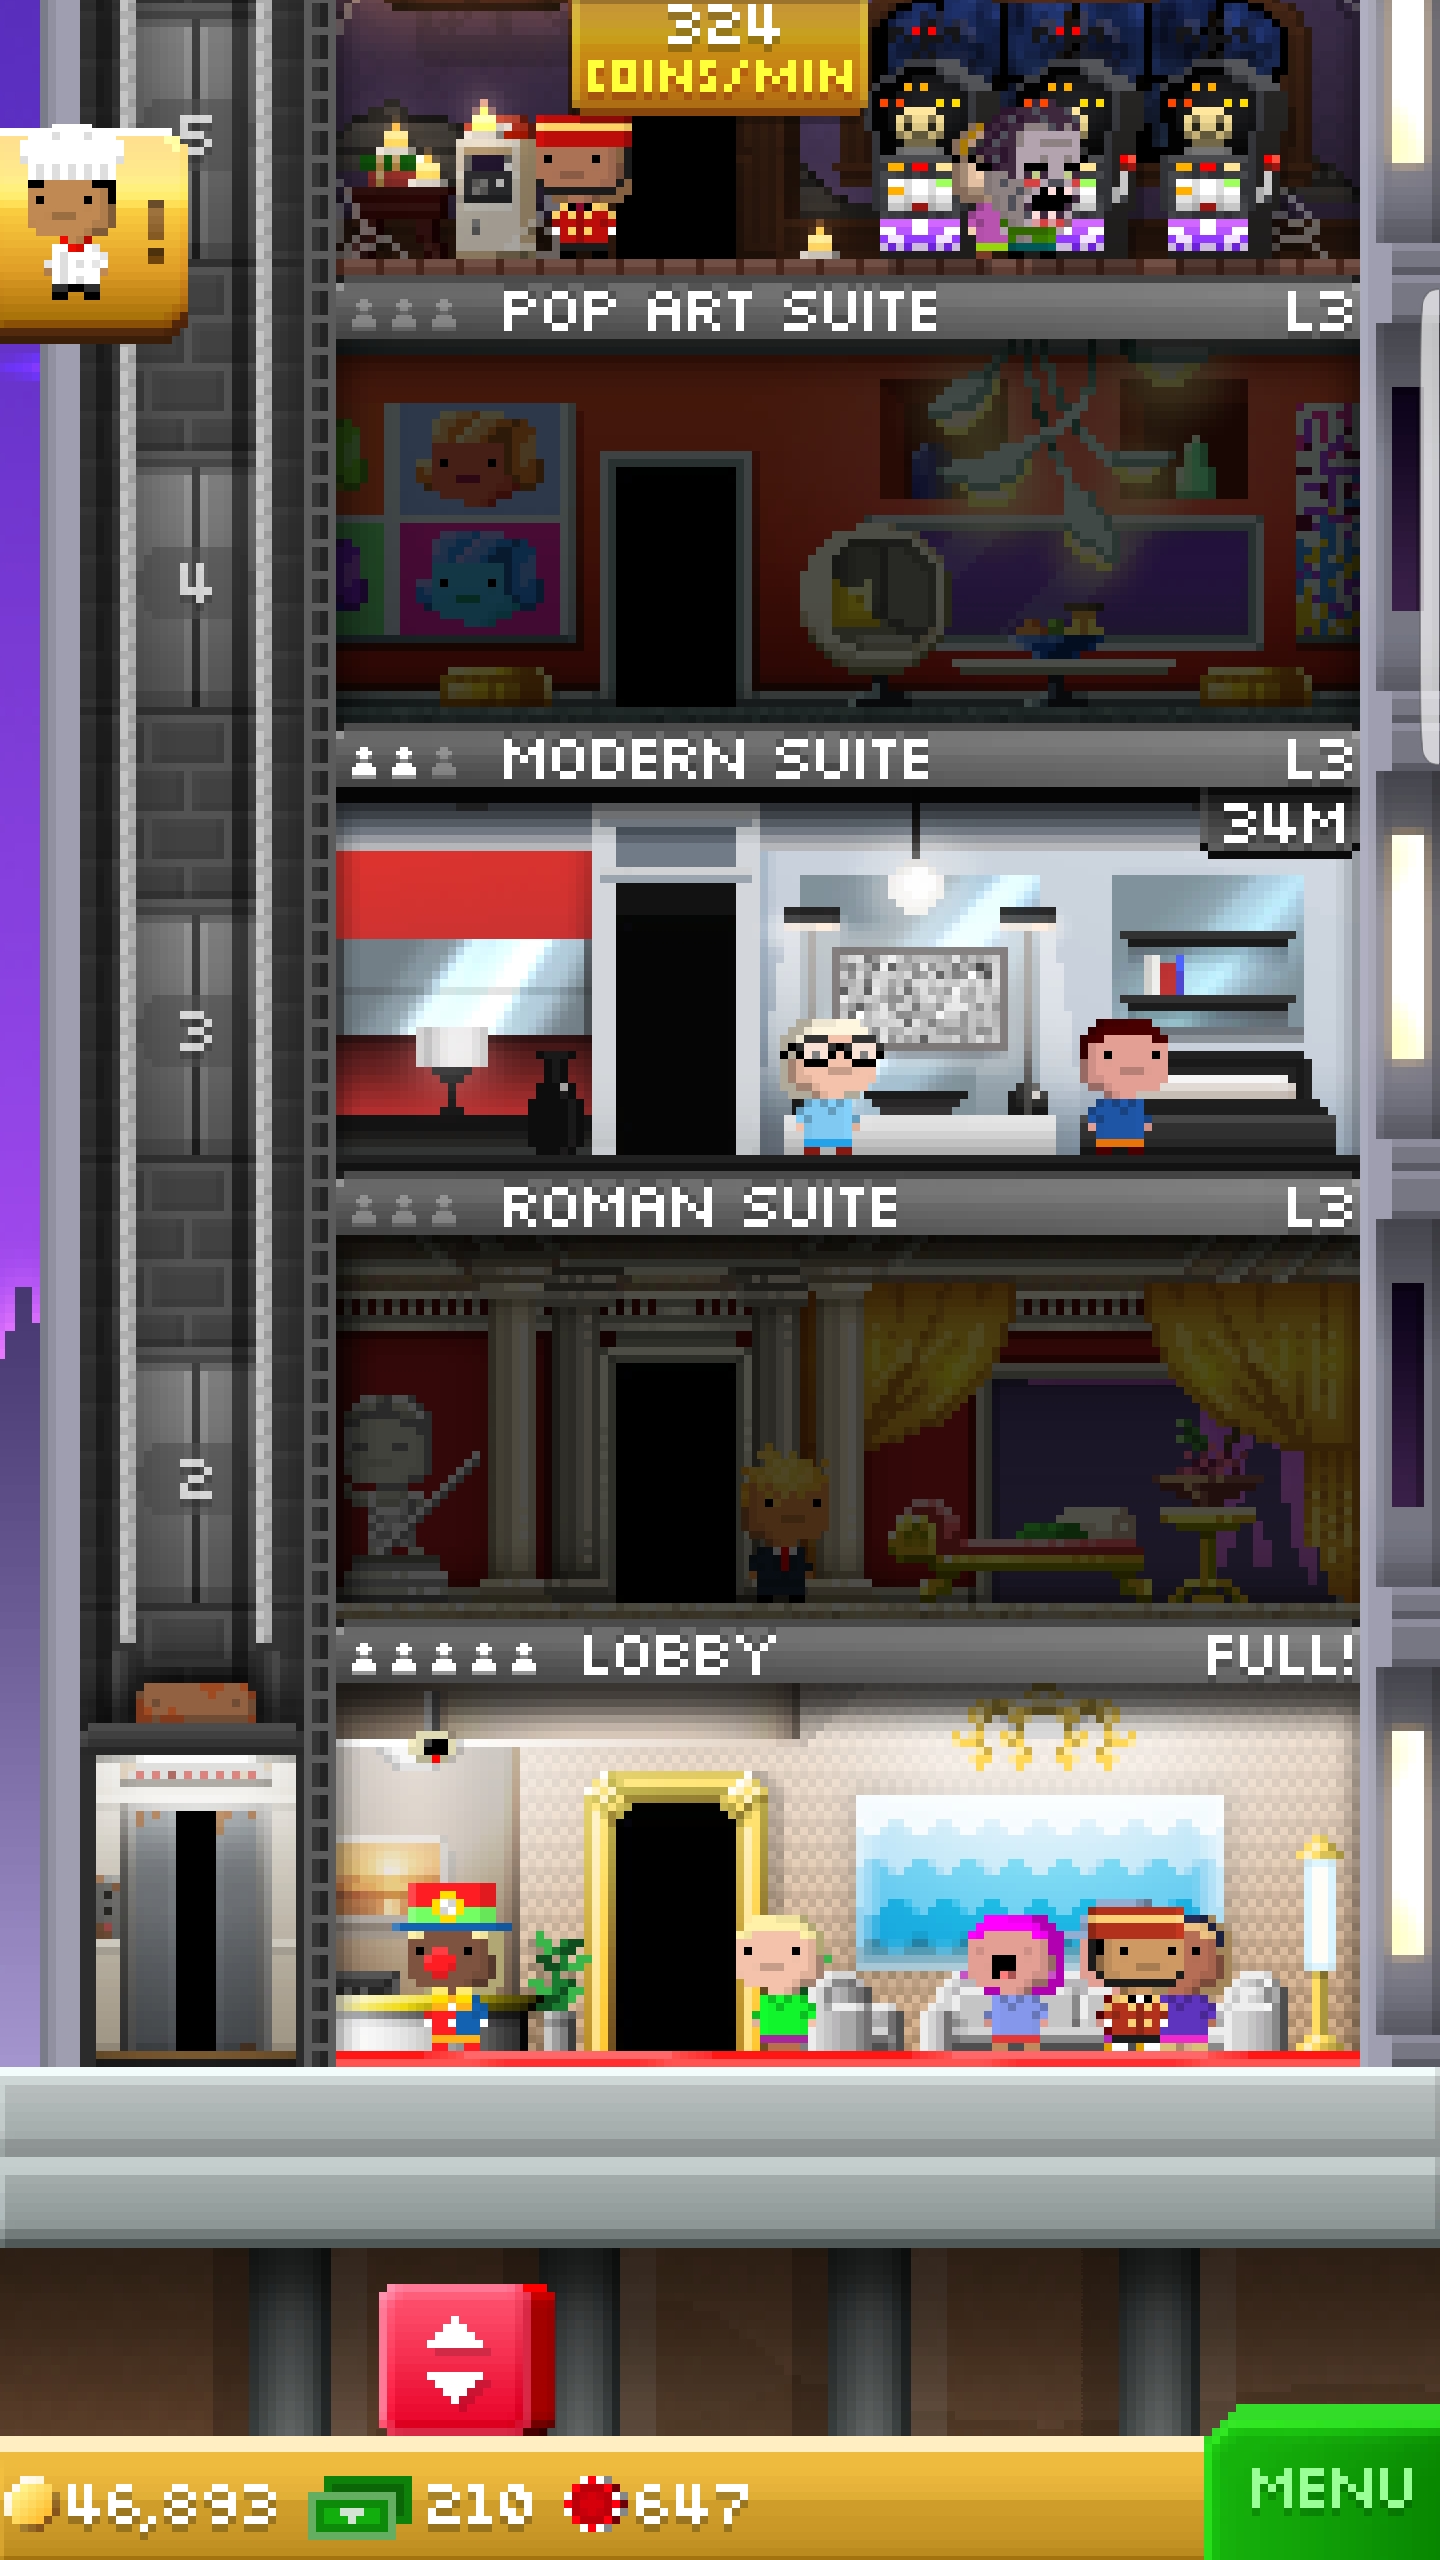 324
COINS/MIN
5
!
POP ART SUITE L3
4
MODERN SUITE L3
34M
3
ROMAN SUITE L3
2
LOBBY FULL!
46,893 210 647
MENU